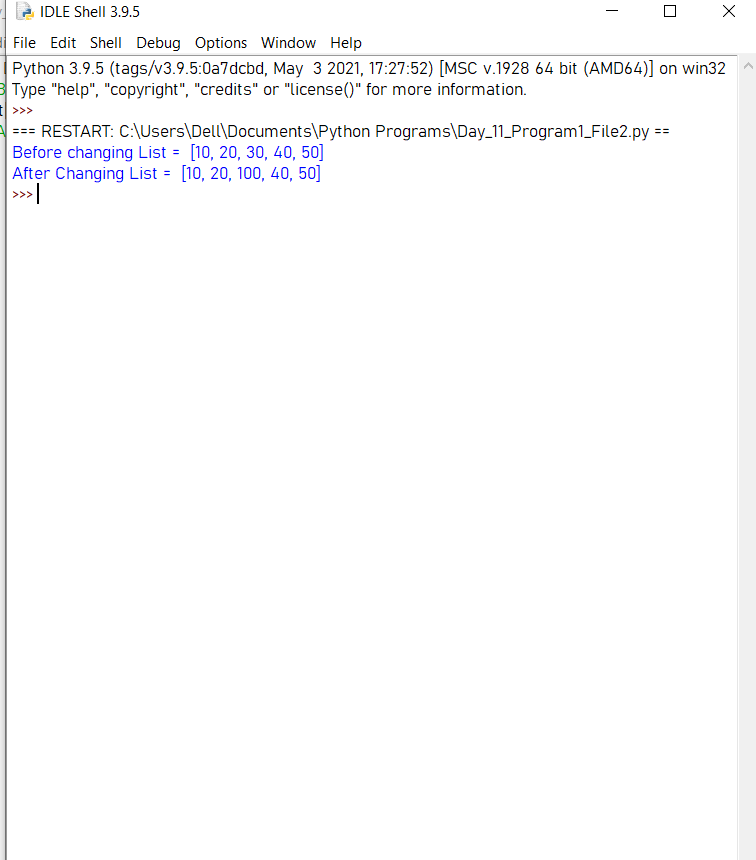 IDLE Shell 3.9.5
File Edit Shell Debug Options Window Help
Python 3.9.5 (tags/v3.9.5:0a7dcbd, May  3 2021, 17:27:52) [MSC v.1928 64 bit (AMD64)] on win32
Type "help", "copyright", "credits" or "license()" for more information.
>>>
=== RESTART: C:\Users\Dell\Documents\Python Programs\Day_11_Program1_File2.py ==
Before changing List =  [10, 20, 30, 40, 50]
After Changing List =  [10, 20, 100, 40, 50]
>>>